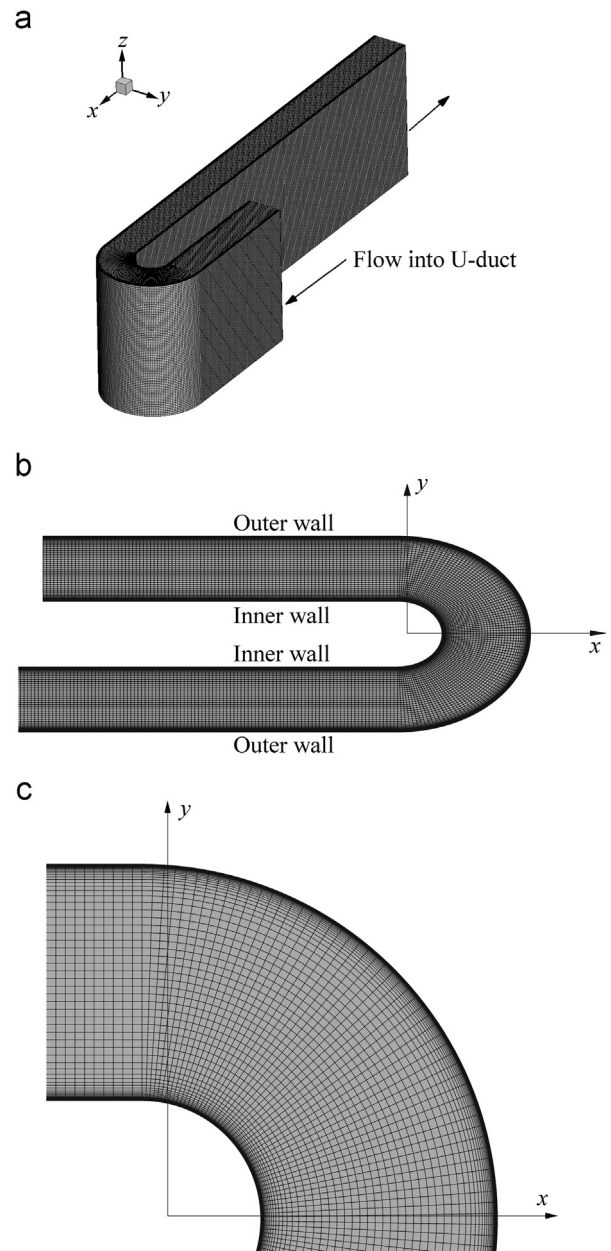 a
z
x
y
Flow into U-duct
b
y
Outer wall
Inner wall
Inner wall
x
Outer wall
c
y
x